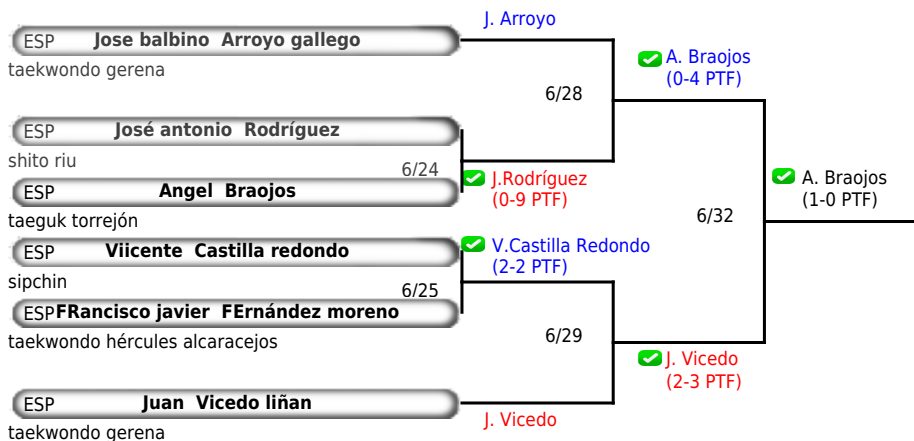 J. Arroyo
ESP Jose balbino Arroyo gallego
taekwondo gerena
A. Braojos
(0-4 PTF)
6/28
ESP José antonio Rodríguez
shito riu
6/24
J.Rodríguez
(0-9 PTF)
ESP Angel Braojos
taeguk torrejón
A. Braojos
(1-0 PTF)
6/32
ESP Viicente Castilla redondo
sipchin
V.Castilla Redondo
(2-2 PTF)
6/25
ESP FRancisco javier FErnández moreno
taekwondo hércules alcaracejos
6/29
J. Vicedo
(2-3 PTF)
ESP Juan Vicedo liñan
taekwondo gerena
J. Vicedo